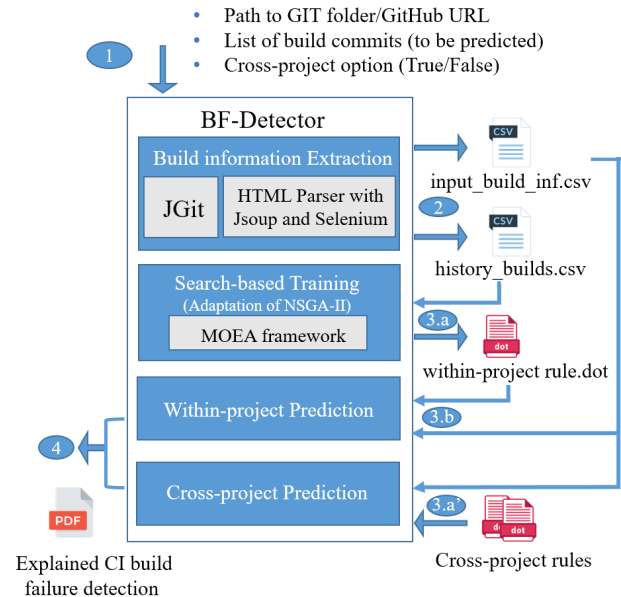 1
• Path to GIT folder/GitHub URL
• List of build commits (to be predicted)
• Cross-project option (True/False)
BF-Detector
Build information Extraction
JGit
HTML Parser with
Jsoup and Selenium
CSV
input_build_inf.csv
2
CSV
history_builds.csv
Search-based Training
(Adaptation of NSGA-II)
MOEA framework
3.a
dot
within-project rule.dot
Within-project Prediction
3.b
4
Cross-project Prediction
3.a'
d
dot
Cross-project rules
PDF
Explained CI build
failure detection